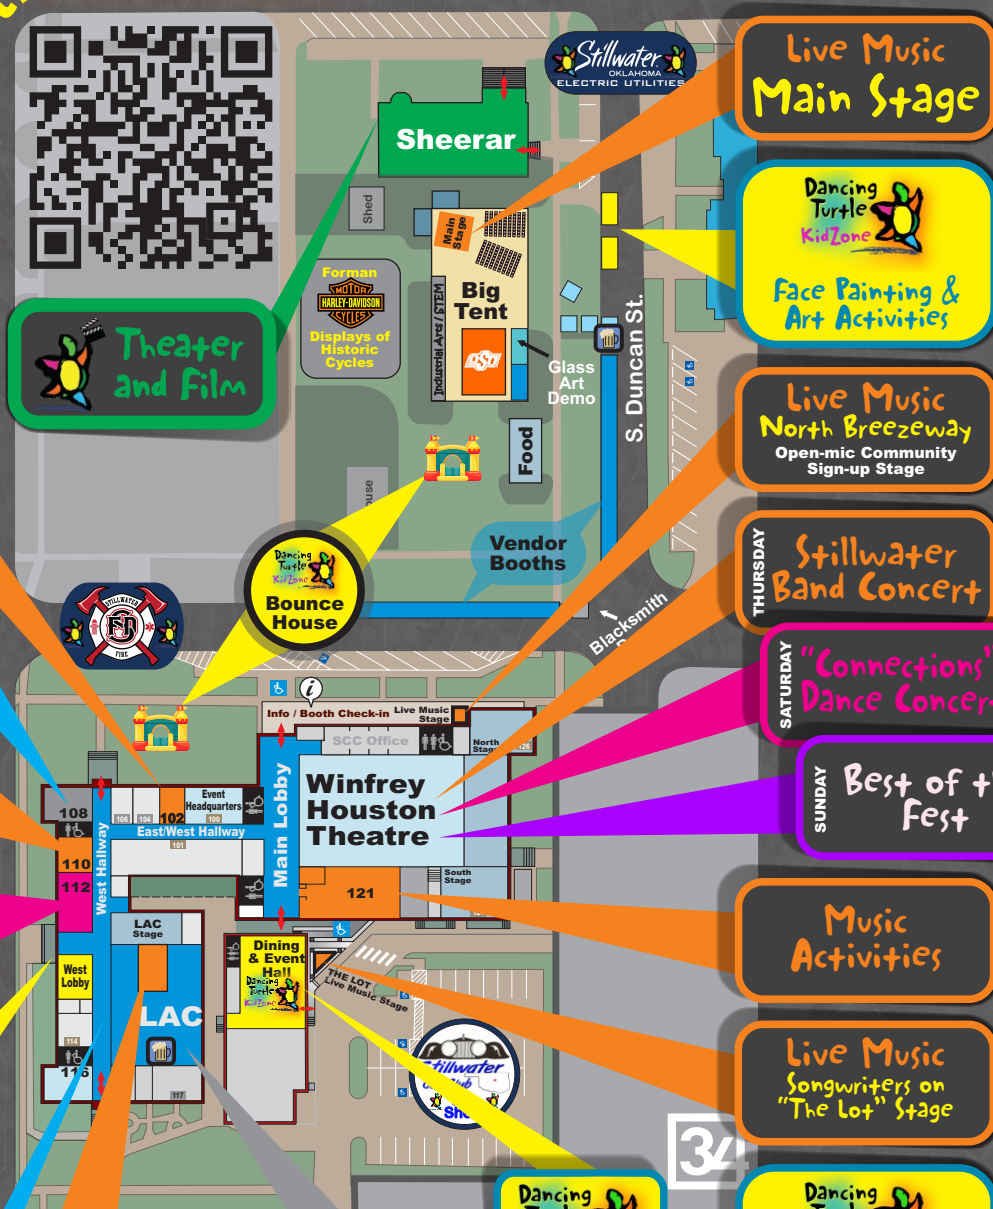 Stillwater
OKLAHOMA
ELECTRIC UTILITIES
Live Music
Main Stage
Sheerar
Shed
Main
Stage
Dancing
Turtle
KidZone
Face Painting &
Art Activities
Forman
MOTOR
HARLEY-DAVIDSON
CYCLES
Displays of
Historic
Cycles
Big
Tent
Industrial Arts / STEM
OSU
Glass
Art
Demo
S. Duncan St.
Theater
and Film
Live Music
North Breezeway
Open-mic Community
Sign-up Stage
Food
Vendor
Booths
THURSDAY
Stillwater
Band Concert
Dancing
Turtle
KidZone
Bounce
House
STILLWATER
FD
FIRE
Blacksmith
SATURDAY
"Connections"
Dance
i
Info / Booth Check-in
Live Music
Stage
SCC Office
North
126
SUNDAY
Best of
Fest
Winfrey
Houston
Theatre
Main Lobby
Event
Headquarters
100
108
106
104
102
East/West Hallway
101
West Hallway
110
112
121
South
Stage
Music
Activities
LAC
Stage
West
Lobby
LAC
114
116
117
Dining
& Event
Hall
Dancing
Turtle
KidZone
THE LOT
Live Music Stage
Stillwater
Club
Live Music
Songwriters on
"The Lot" Stage
34
Dancing
Dancing